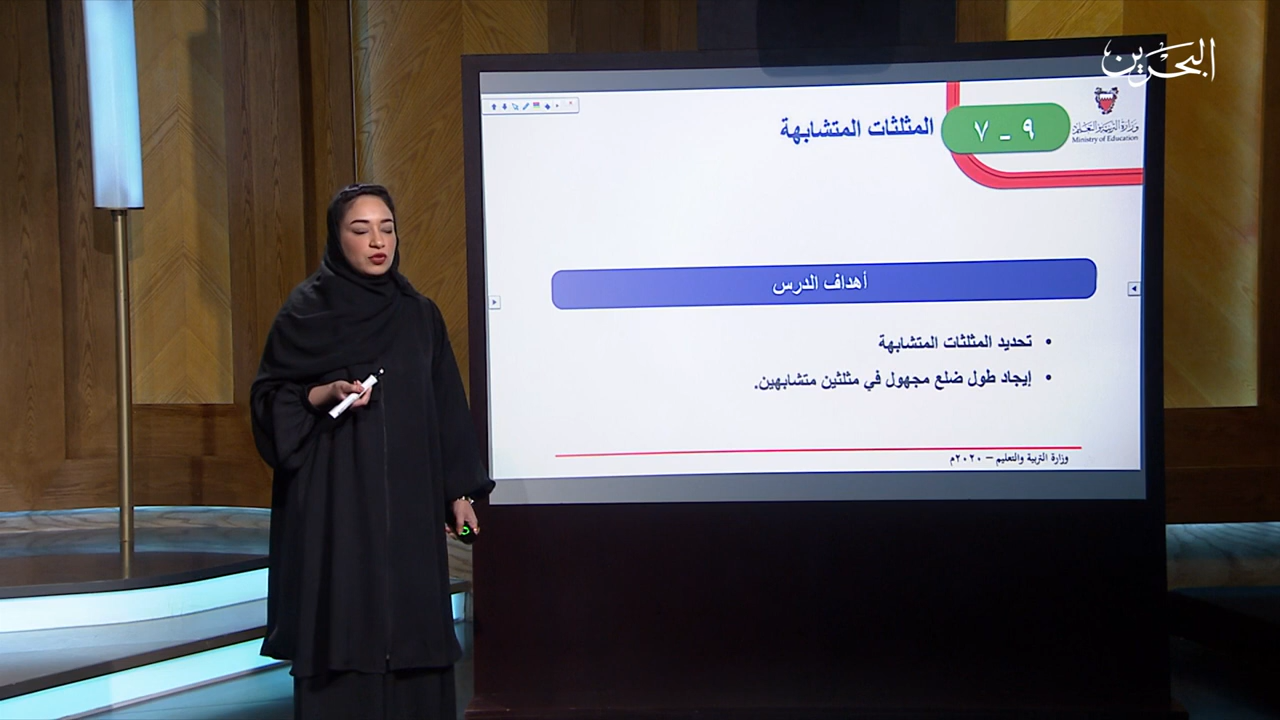 البحرين
وزارة التربية والتعليم
Ministry of Education
٩ - ٧
المثلثات المتشابهة
أهداف الدرس
• تحديد المثلثات المتشابهة
• إيجاد طول ضلع مجهول في مثلثين متشابهين.
وزارة التربية والتعليم – ٢٠٢٠م